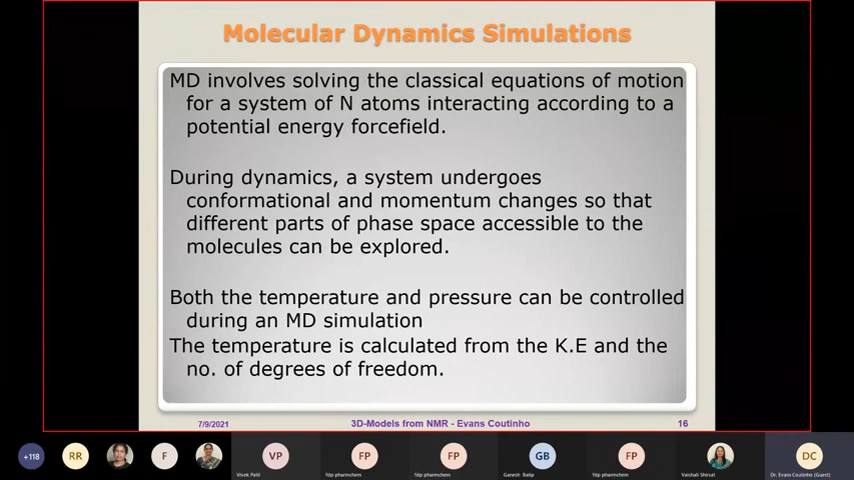 Molecular Dynamics Simulations
MD involves solving the classical equations of motion
for a system of N atoms interacting according to a
potential energy forcefield.
During dynamics, a system undergoes
conformational and momentum changes so that
different parts of phase space accessible to the
molecules can be explored.
Both the temperature and pressure can be controlled
during an MD simulation
The temperature is calculated from the K.E and the
no. of degrees of freedom.
7/9/2021 3D-Models from NMR - Evans Coutinho 16
+118 RR F VP FP FP GB FP DC
Vivek Patil fdp pharmchem fdp pharmchem Ganesh Balip fdp pharmchem Vaishali Shirsat Dr. Evans Coutinho (Guest)